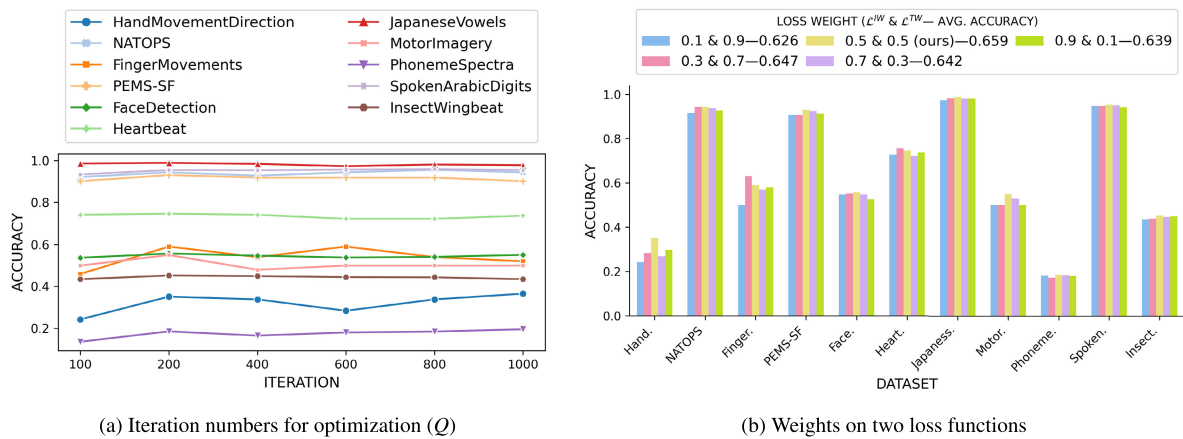 HandMovementDirection
NATOPS
FingerMovements
PEMS-SF
FaceDetection
Heartbeat
JapaneseVowels
MotorImagery
PhonemeSpectra
SpokenArabicDigits
InsectWingbeat
1.0
0.8
0.6
0.4
0.2
ACCURACY
100 200 400 600 800 1000
ITERATION
(a) Iteration numbers for optimization (Q)
LOSS WEIGHT (ℒ^IW & ℒ^TW— AVG. ACCURACY)
0.1 & 0.9—0.626
0.3 & 0.7—0.647
0.5 & 0.5 (ours)—0.659
0.7 & 0.3—0.642
0.9 & 0.1—0.639
1.0
0.8
0.6
0.4
0.2
0.0
ACCURACY
Hand. NATOPS Finger. PEMS-SF Face. Heart. Japaness. Motor. Phoneme. Spoken. Insect.
DATASET
(b) Weights on two loss functions